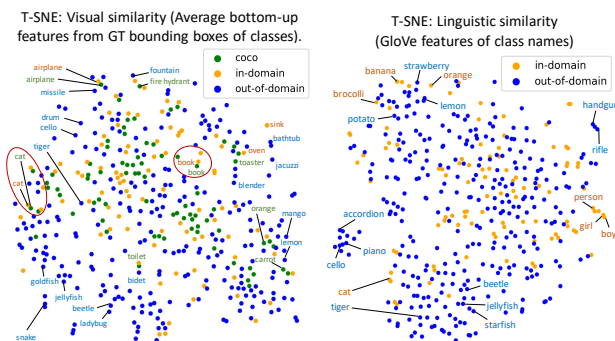 T-SNE: Visual similarity (Average bottom-up
features from GT bounding boxes of classes).
coco
in-domain
out-of-domain
airplane
airplane
missile
fountain
fire hydrant
drum
cello
tiger
cat
cat
book
book
sink
bathtub
oven
toaster
jacuzzi
blender
orange
mango
lemon
carrot
toilet
bidet
goldfish
jellyfish
beetle
ladybug
snake
T-SNE: Linguistic similarity
(GloVe features of class names)
in-domain
out-of-domain
strawberry
banana
orange
brocolli
lemon
potato
handgun
rifle
person
girl
boy
accordion
piano
cello
cat
tiger
beetle
jellyfish
starfish